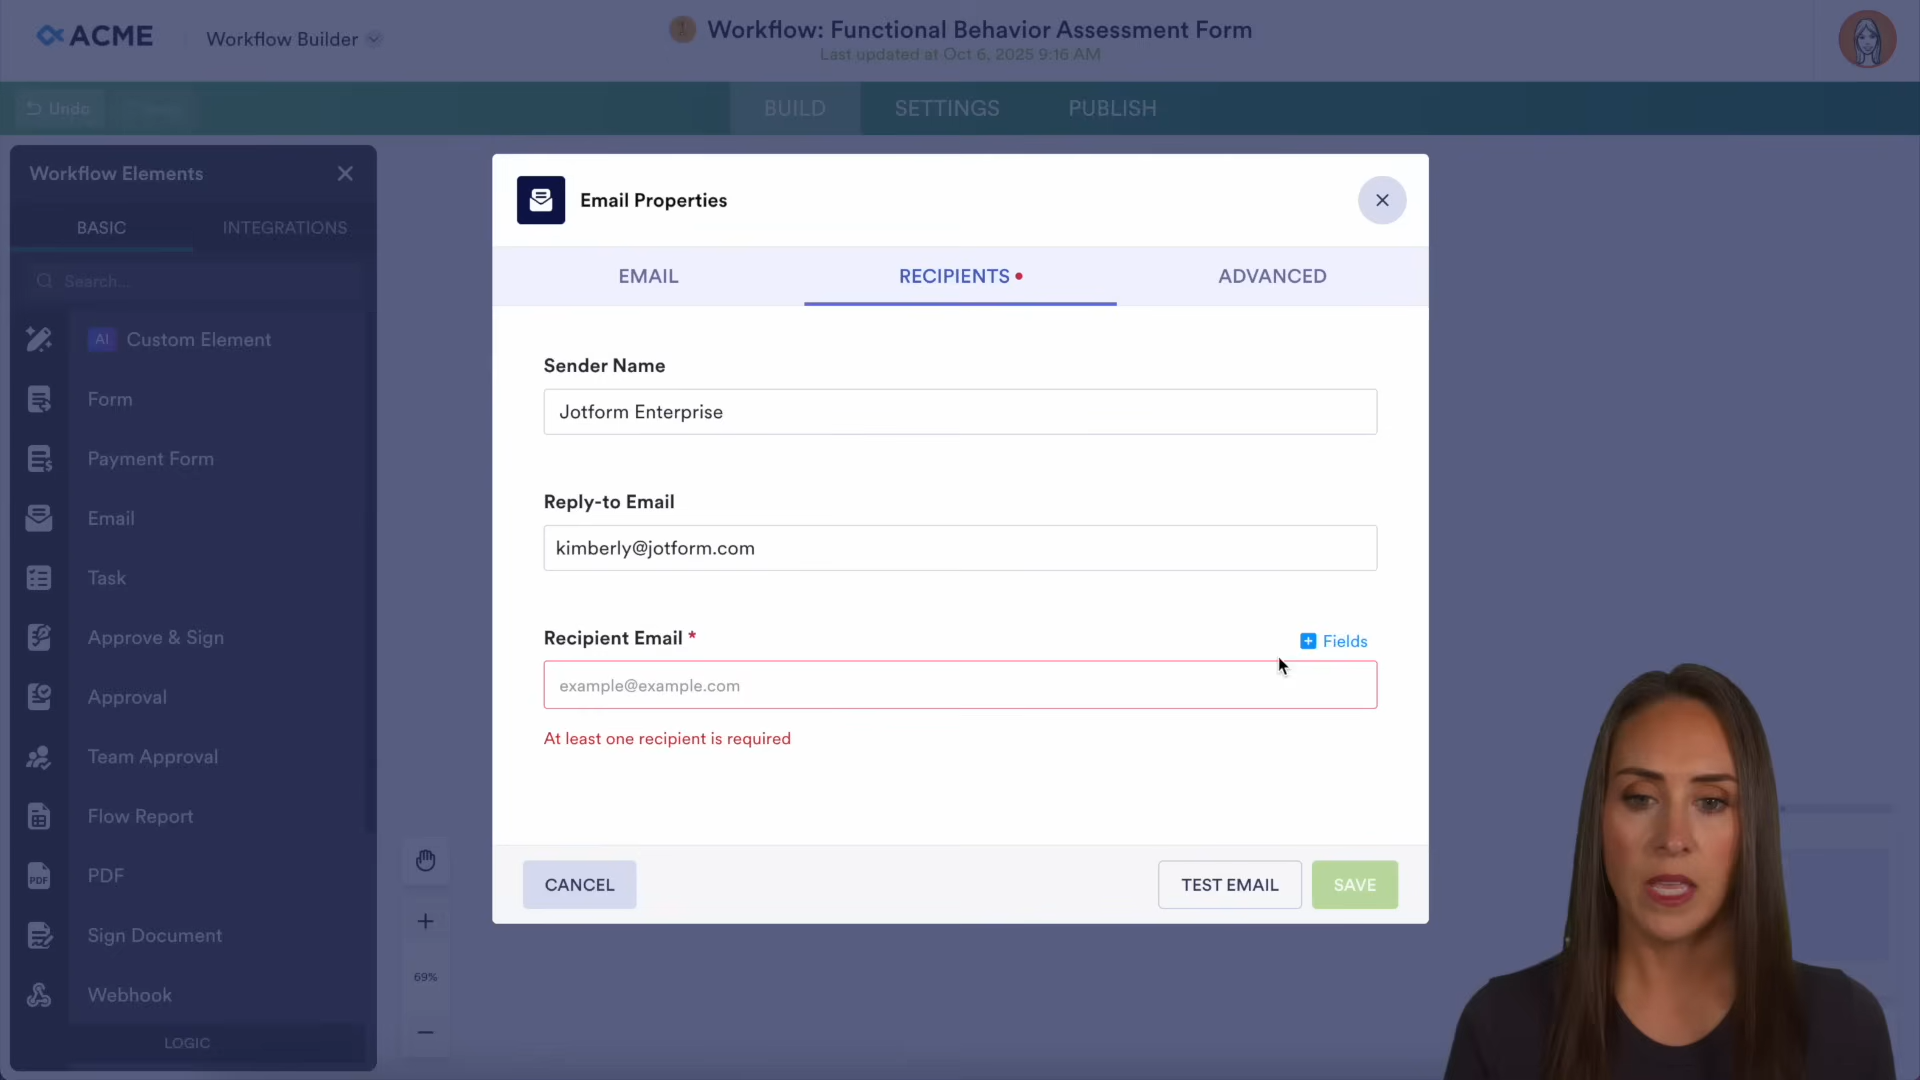 ACME
Workflow Builder
Workflow: Functional Behavior Assessment Form
Last updated at Oct 6, 2025 9:16 AM
Undo
BUILD
SETTINGS
PUBLISH
Workflow Elements
BASIC
INTEGRATIONS
Search...
AI Custom Element
Form
Payment Form
Email
Task
Approve & Sign
Approval
Team Approval
Flow Report
PDF
PDF
Sign Document
Webhook
LOGIC
69%
Email Properties
EMAIL
RECIPIENTS
ADVANCED
Sender Name
Jotform Enterprise
Reply-to Email
kimberly@jotform.com
Recipient Email *
Fields
example@example.com
At least one recipient is required
CANCEL
TEST EMAIL
SAVE